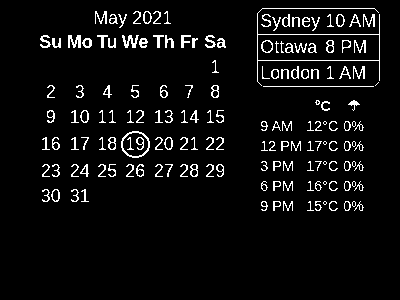 May 2021
Su Mo Tu We Th Fr Sa
1
2 3 4 5 6 7 8
9 10 11 12 13 14 15
16 17 18 19 20 21 22
23 24 25 26 27 28 29
30 31
Sydney 10 AM
Ottawa 8 PM
London 1 AM
°C ☂
9 AM 12°C 0%
12 PM 17°C 0%
3 PM 17°C 0%
6 PM 16°C 0%
9 PM 15°C 0%